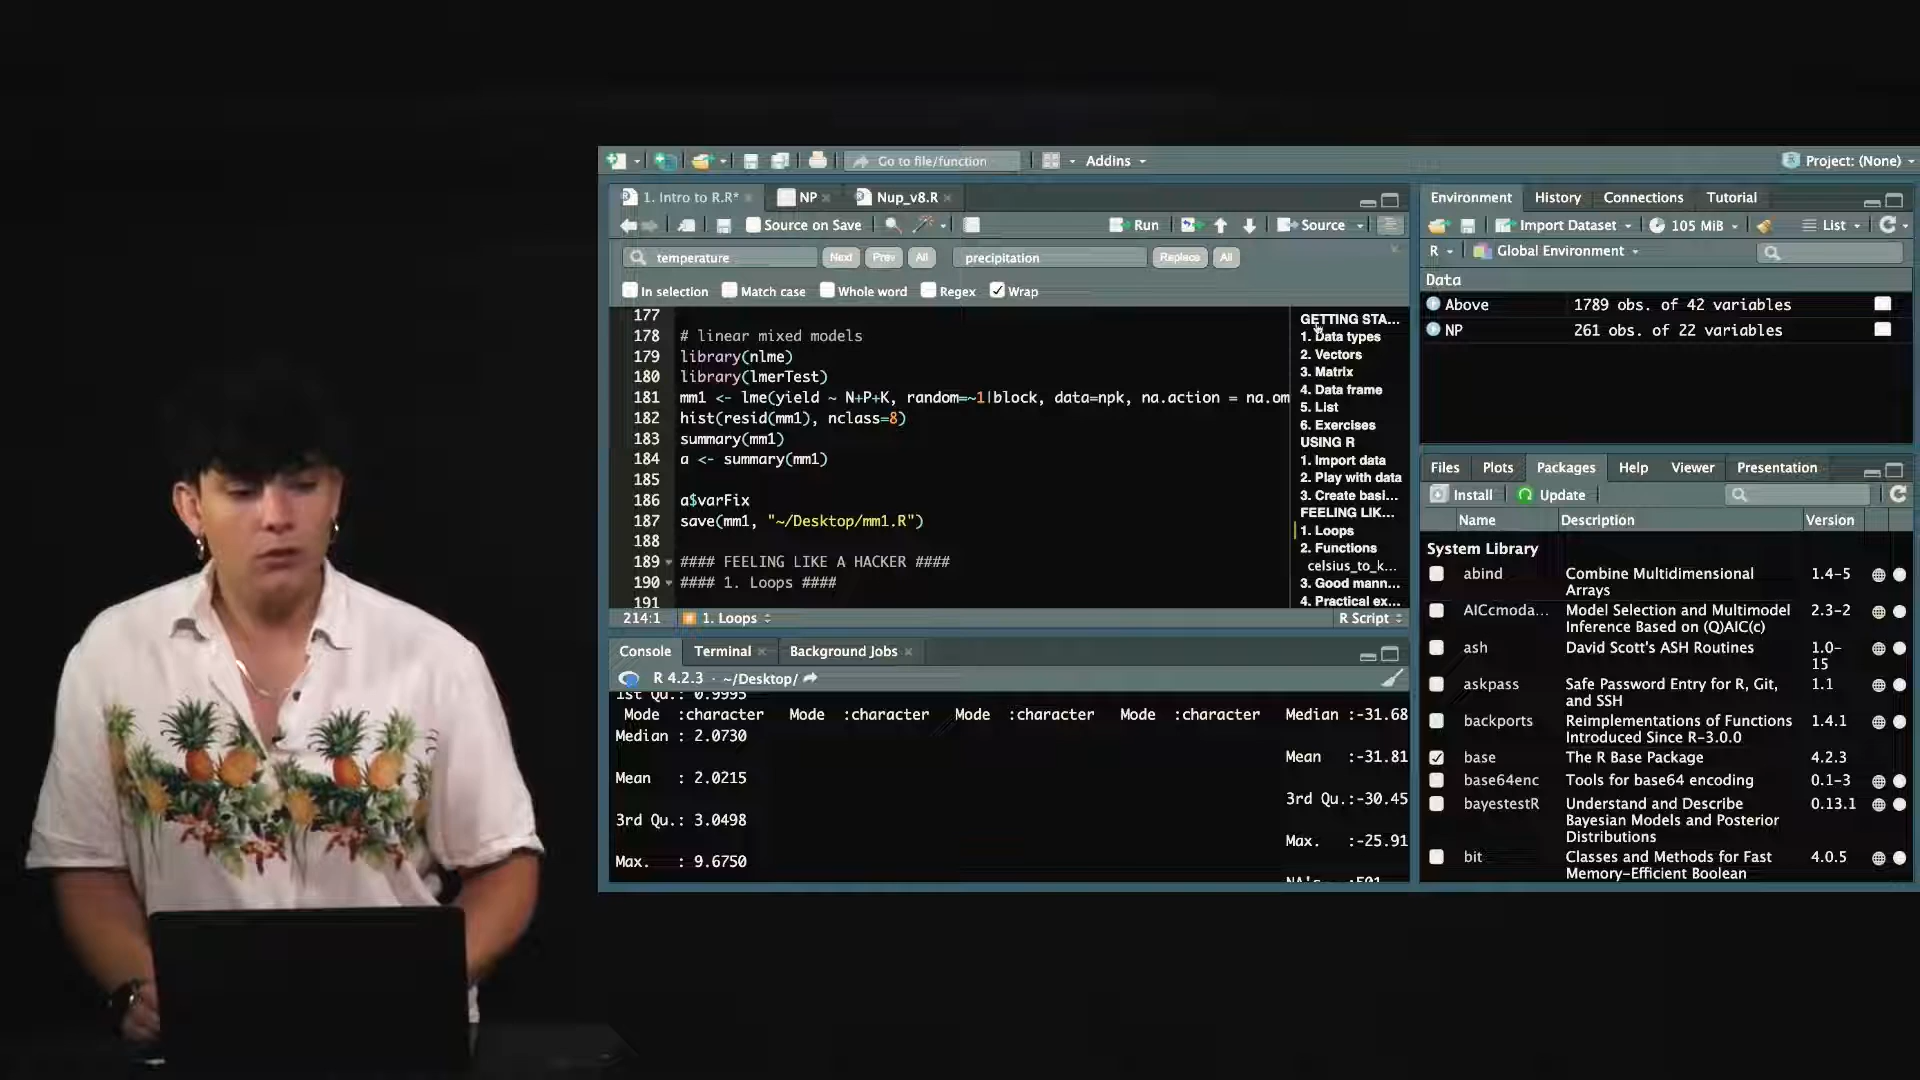 Go to file/function
Addins
Project: (None)
1. Intro to R.R*
NP
Nup_v8.R
Source on Save
Run
Source
temperature
Next
Prev
All
precipitation
Replace
All
In selection
Match case
Whole word
Regex
Wrap
177
178 # linear mixed models
179 library(nlme)
180 library(lmerTest)
181 mm1 <- lme(yield ~ N+P+K, random=~1|block, data=npk, na.action = na.om
182 hist(resid(mm1), nclass=8)
183 summary(mm1)
184 a <- summary(mm1)
185
186 a$varFix
187 save(mm1, "~/Desktop/mm1.R")
188
189 #### FEELING LIKE A HACKER ####
190 #### 1. Loops ####
191
GETTING STA...
1. Data types
2. Vectors
3. Matrix
4. Data frame
5. List
6. Exercises
USING R
1. Import data
2. Play with data
3. Create basi...
FEELING LIK...
1. Loops
2. Functions
celsius_to_k...
3. Good mann...
4. Practical ex...
214:1
1. Loops
R Script
Console
Terminal
Background Jobs
R 4.2.3 · ~/Desktop/
1st Qu.: 0.9995
Mode :character Mode :character Mode :character Mode :character Median :-31.68
Median : 2.0730
Mean :-31.81
Mean : 2.0215
3rd Qu.:-30.45
3rd Qu.: 3.0498
Max. :-25.91
Max. : 9.6750
Environment
History
Connections
Tutorial
Import Dataset
105 MiB
List
R
Global Environment
Data
Above 1789 obs. of 42 variables
NP 261 obs. of 22 variables
Files
Plots
Packages
Help
Viewer
Presentation
Install
Update
Name Description Version
System Library
abind Combine Multidimensional 1.4-5
Arrays
AICcmoda... Model Selection and Multimodel 2.3-2
Inference Based on (Q)AIC(c)
ash David Scott's ASH Routines 1.0-
15
askpass Safe Password Entry for R, Git, 1.1
and SSH
backports Reimplementations of Functions 1.4.1
Introduced Since R-3.0.0
base The R Base Package 4.2.3
base64enc Tools for base64 encoding 0.1-3
bayestestR Understand and Describe 0.13.1
Bayesian Models and Posterior
Distributions
bit Classes and Methods for Fast 4.0.5
Memory-Efficient Boolean